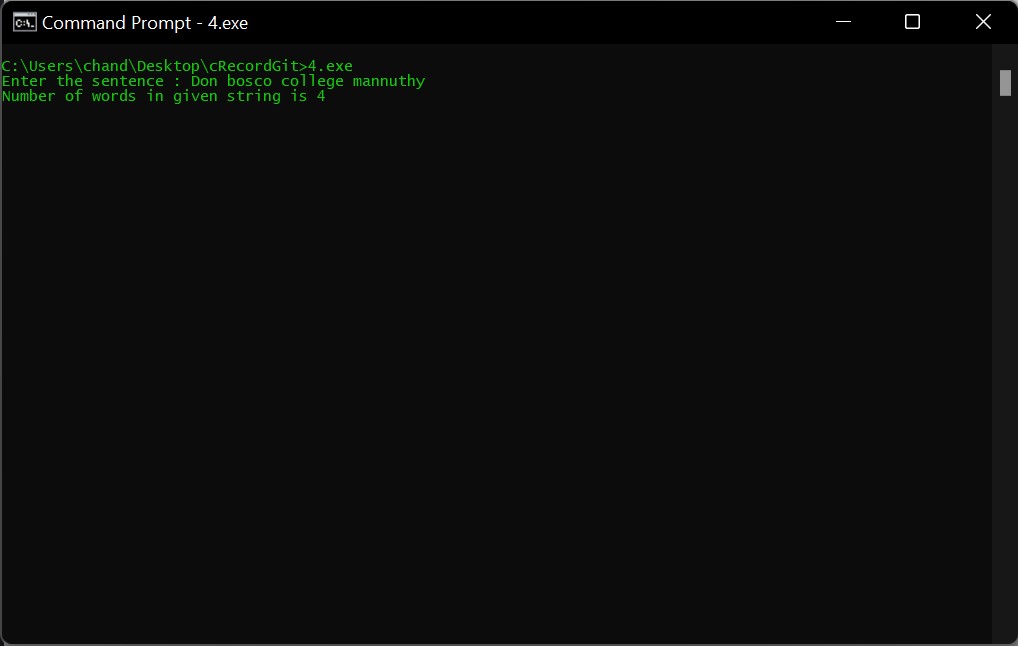 Command Prompt - 4.exe
C:\Users\chand\Desktop\cRecordGit>4.exe
Enter the sentence : Don bosco college mannuthy
Number of words in given string is 4